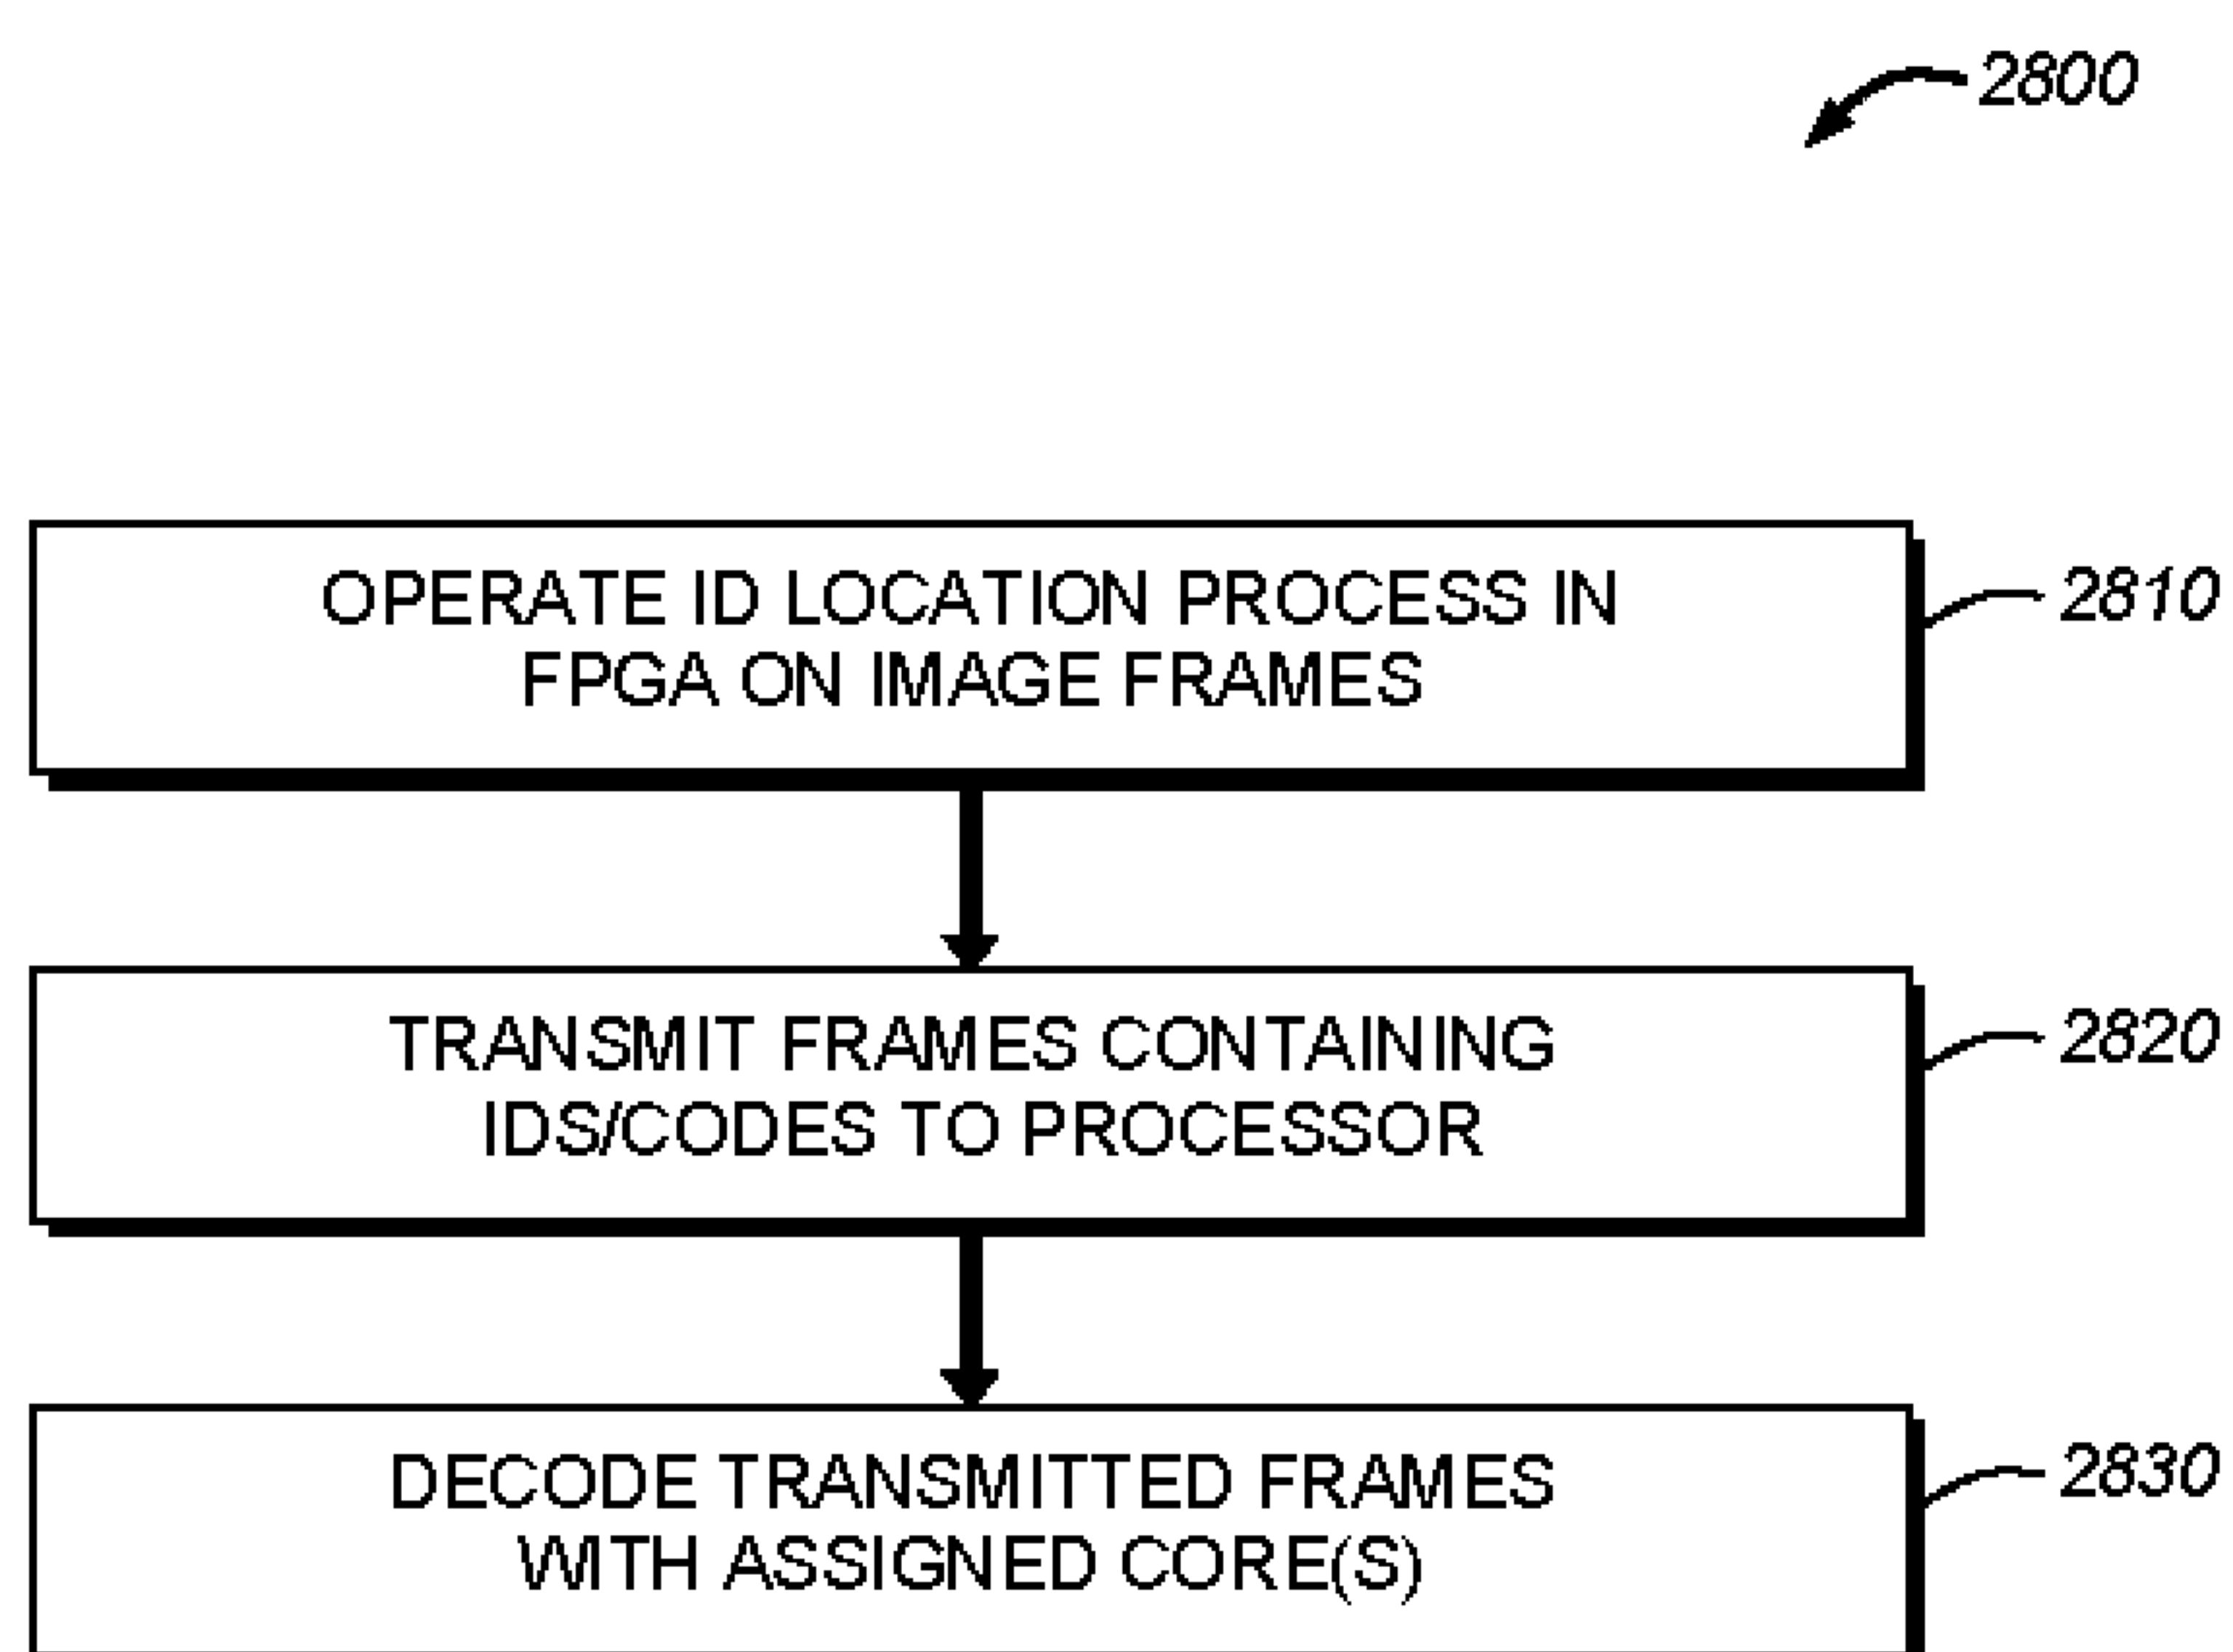 2800
OPERATE ID LOCATION PROCESS IN
FPGA ON IMAGE FRAMES
2810
TRANSMIT FRAMES CONTAINING
IDS/CODES TO PROCESSOR
2820
DECODE TRANSMITTED FRAMES
WITH ASSIGNED CORE(S)
2830